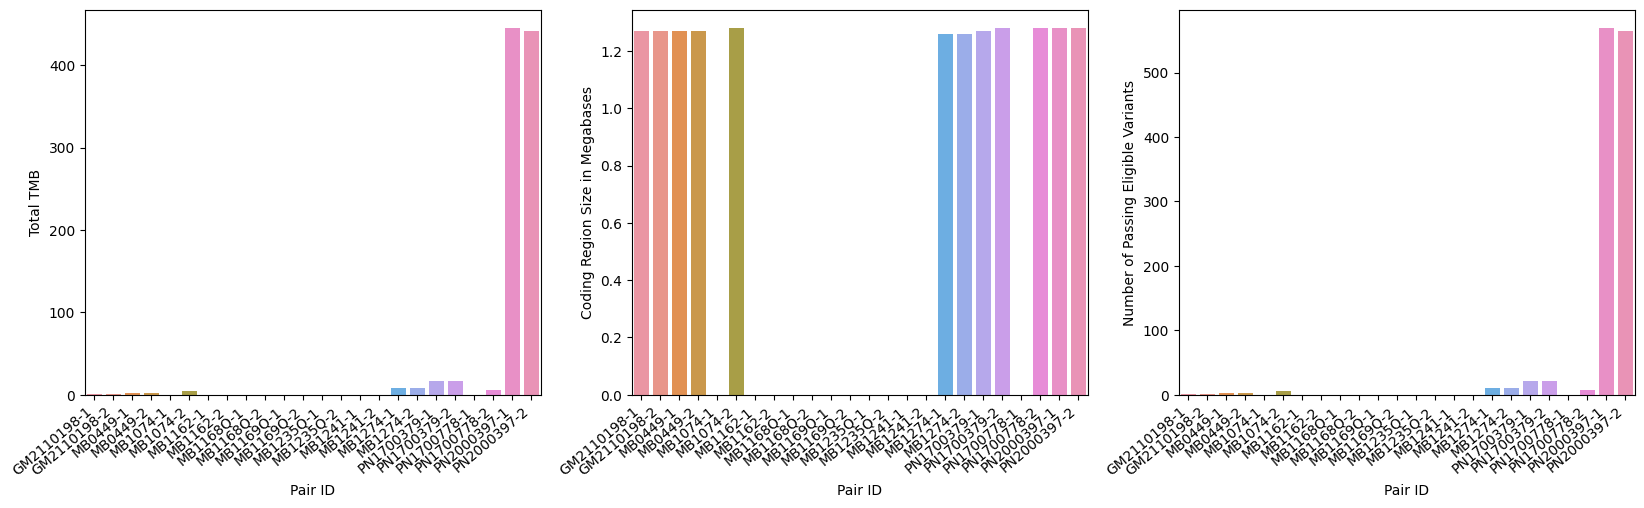 Total TMB
400
300
200
100
0
GM2110198-1
GM2110198-2
MB0449-1
MB0449-2
MB1074-1
MB1074-2
MB1162-1
MB1162-2
MB1168Q-1
MB1168Q-2
MB1169Q-1
MB1169Q-2
MB1235Q-1
MB1235Q-2
MB1241-1
MB1241-2
MB1274-1
MB1274-2
PN1700379-1
PN1700379-2
PN1700778-1
PN1700778-2
PN2000397-1
PN2000397-2
Pair ID
Coding Region Size in Megabases
1.2
1.0
0.8
0.6
0.4
0.2
0.0
GM2110198-1
GM2110198-2
MB0449-1
MB0449-2
MB1074-1
MB1074-2
MB1162-1
MB1162-2
MB1168Q-1
MB1168Q-2
MB1169Q-1
MB1169Q-2
MB1235Q-1
MB1235Q-2
MB1241-1
MB1241-2
MB1274-1
MB1274-2
PN1700379-1
PN1700379-2
PN1700778-1
PN1700778-2
PN2000397-1
PN2000397-2
Pair ID
Number of Passing Eligible Variants
500
400
300
200
100
0
GM2110198-1
GM2110198-2
MB0449-1
MB0449-2
MB1074-1
MB1074-2
MB1162-1
MB1162-2
MB1168Q-1
MB1168Q-2
MB1169Q-1
MB1169Q-2
MB1235Q-1
MB1235Q-2
MB1241-1
MB1241-2
MB1274-1
MB1274-2
PN1700379-1
PN1700379-2
PN1700778-1
PN1700778-2
PN2000397-1
PN2000397-2
Pair ID